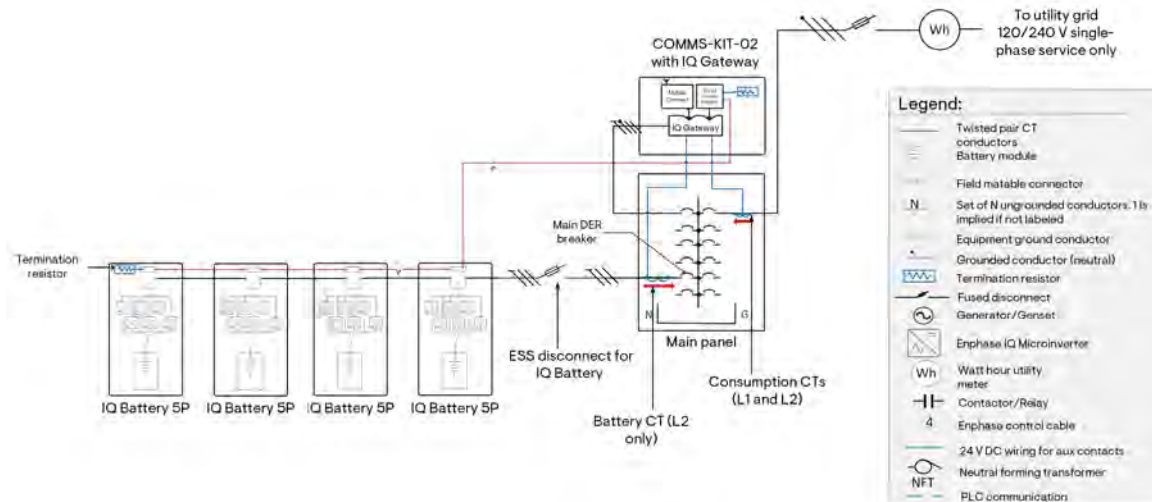 To utility grid
120/240 V single-
phase service only
Wh
COMMS-KIT-02
with IQ Gateway
IQ Gateway
Legend:
Twisted pair CT
conductors
Battery module
Field matable connector
N
Set of N ungrounded conductors. 1 is
implied if not labeled
Equipment ground conductor
Grounded conductor (neutral))
Termination resistor
Fused disconnect
Generator/Genset
Enphase IQ Microinverter
Wh
Watt hour utility
meter
Contactor/Relay
4
Enphase control cable
24 V DC wiring for aux contacts
NFT
Neutral forming transformer
PLC communication
Main DER
breaker
Termination
resistor
N
G
Main panel
ESS disconnect for
IQ Battery
Consumption CTs
(L1 and L2)
Battery CT (L2
only)
IQ Battery 5P
IQ Battery 5P
IQ Battery 5P
IQ Battery 5P